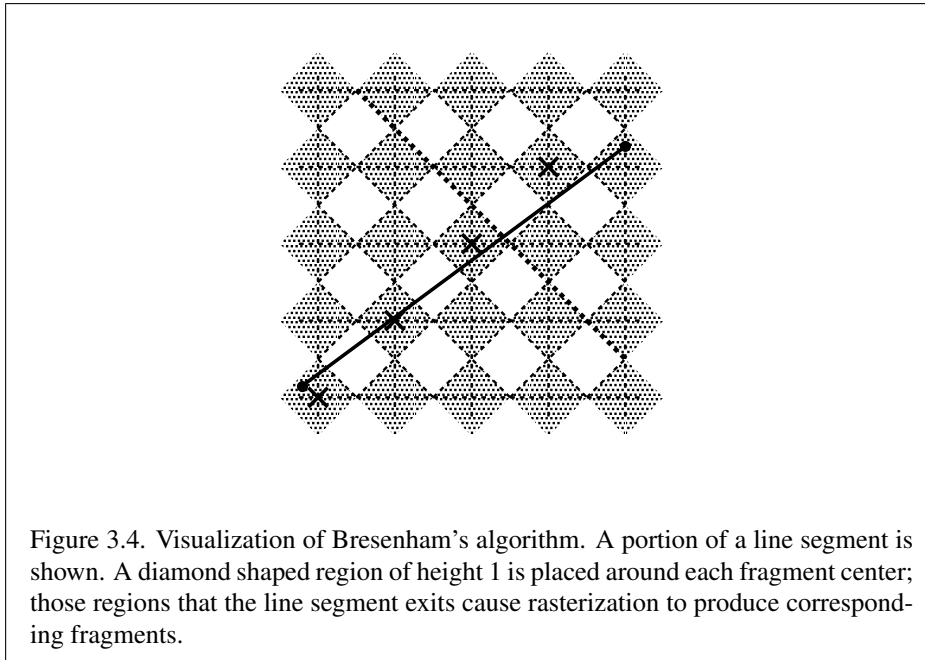 Figure 3.4. Visualization of Bresenham's algorithm. A portion of a line segment is
shown. A diamond shaped region of height 1 is placed around each fragment center;
those regions that the line segment exits cause rasterization to produce correspond-
ing fragments.